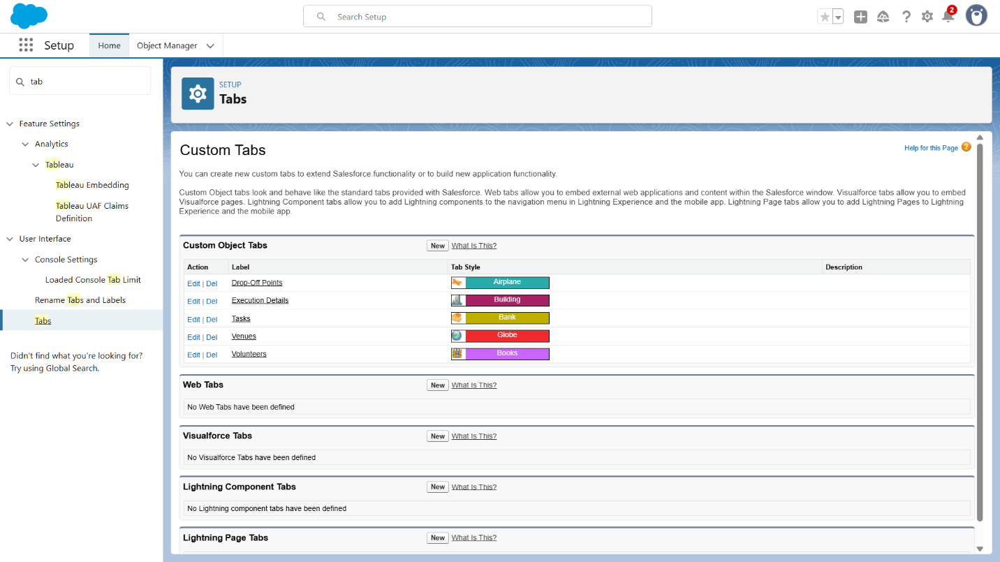 Search Setup
2
Setup
Home
Object Manager
tab
Feature Settings
Analytics
Tableau
Tableau Embedding
Tableau UAF Claims
Definition
User Interface
Console Settings
Loaded Console Tab Limit
Rename Tabs and Labels
Tabs
Didn't find what you're looking for?
Try using Global Search.
SETUP
Tabs
Custom Tabs
Help for this Page ?
You can create new custom tabs to extend Salesforce functionality or to build new application functionality.
Custom Object tabs look and behave like the standard tabs provided with Salesforce. Web tabs allow you to embed external web applications and content within the Salesforce window. Visualforce tabs allow you to embed
Visualforce pages. Lightning Component tabs allow you to add Lightning components to the navigation menu in Lightning Experience and the mobile app. Lightning Page tabs allow you to add Lightning Pages to Lightning
Experience and the mobile app.
Custom Object Tabs New What Is This?
Action Label Tab Style Description
Edit | Del Drop-Off Points Airplane
Edit | Del Execution Details Building
Edit | Del Tasks Bank
Edit | Del Venues Globe
Edit | Del Volunteers Books
Web Tabs New What Is This?
No Web Tabs have been defined
Visualforce Tabs New What Is This?
No Visualforce Tabs have been defined
Lightning Component Tabs New What Is This?
No Lightning component tabs have been defined
Lightning Page Tabs New What Is This?